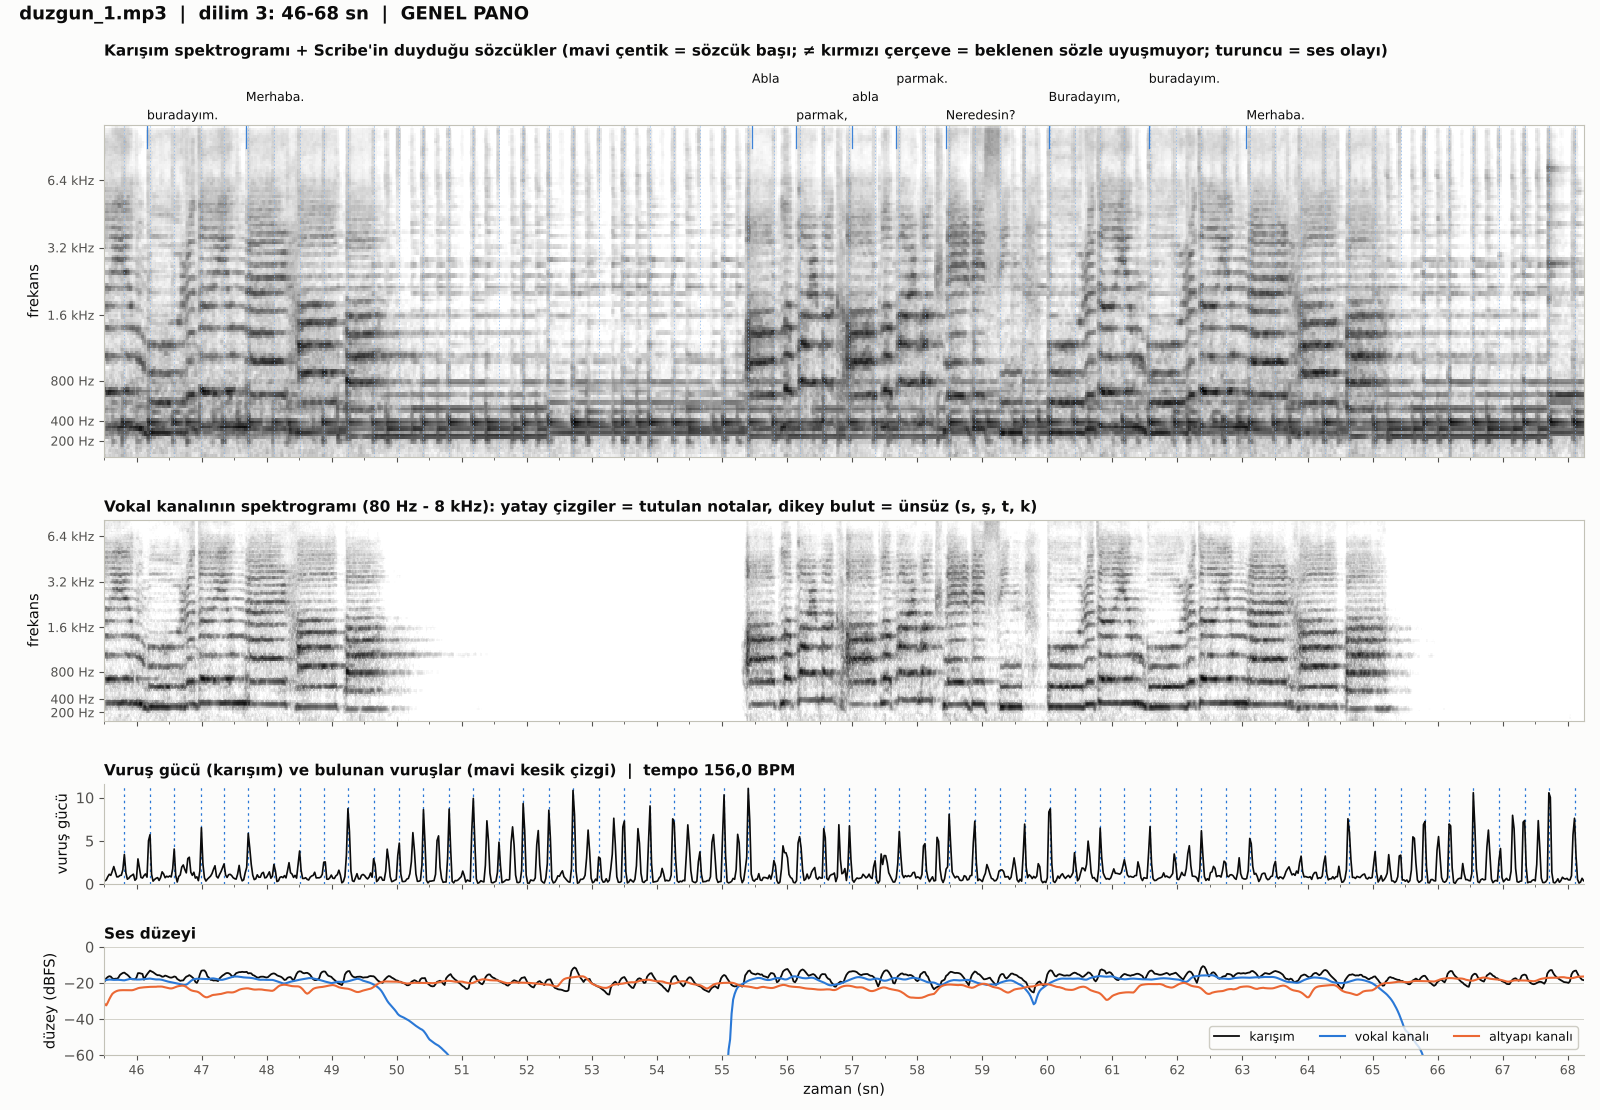 duzgun_1.mp3 | dilim 3: 46-68 sn | GENEL PANO
Karışım spektrogramı + Scribe'in duyduğu sözcükler (mavi çentik = sözcük başı; ≠ kırmızı çerçeve = beklenen sözle uyuşmuyor; turuncu = ses olayı)
Abla parmak. buradayım.
Merhaba. abla Buradayım,
buradayım. parmak, Neredesin? Merhaba.
frekans
6.4 kHz
3.2 kHz
1.6 kHz
800 Hz
400 Hz
200 Hz
Vokal kanalının spektrogramı (80 Hz - 8 kHz): yatay çizgiler = tutulan notalar, dikey bulut = ünsüz (s, ş, t, k)
frekans
6.4 kHz
3.2 kHz
1.6 kHz
800 Hz
400 Hz
200 Hz
Vuruş gücü (karışım) ve bulunan vuruşlar (mavi kesik çizgi) | tempo 156,0 BPM
vuruş gücü
10
5
0
Ses düzeyi
düzey (dBFS)
0
−20
−40
−60
karışım vokal kanalı altyapı kanalı
46 47 48 49 50 51 52 53 54 55 56 57 58 59 60 61 62 63 64 65 66 67 68
zaman (sn)